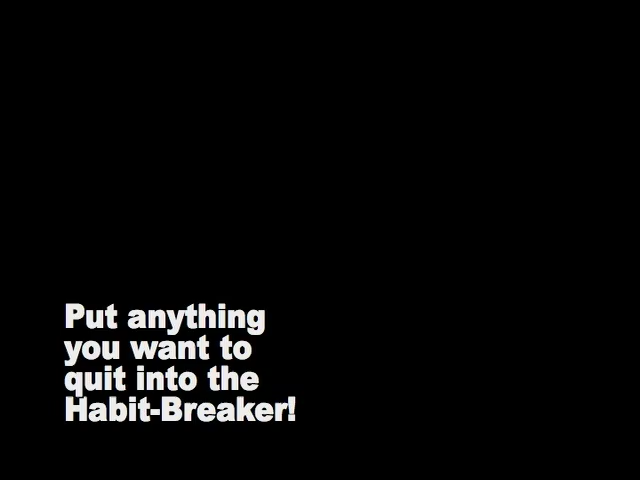 Put anything
you want to
quit into the
Habit-Breaker!